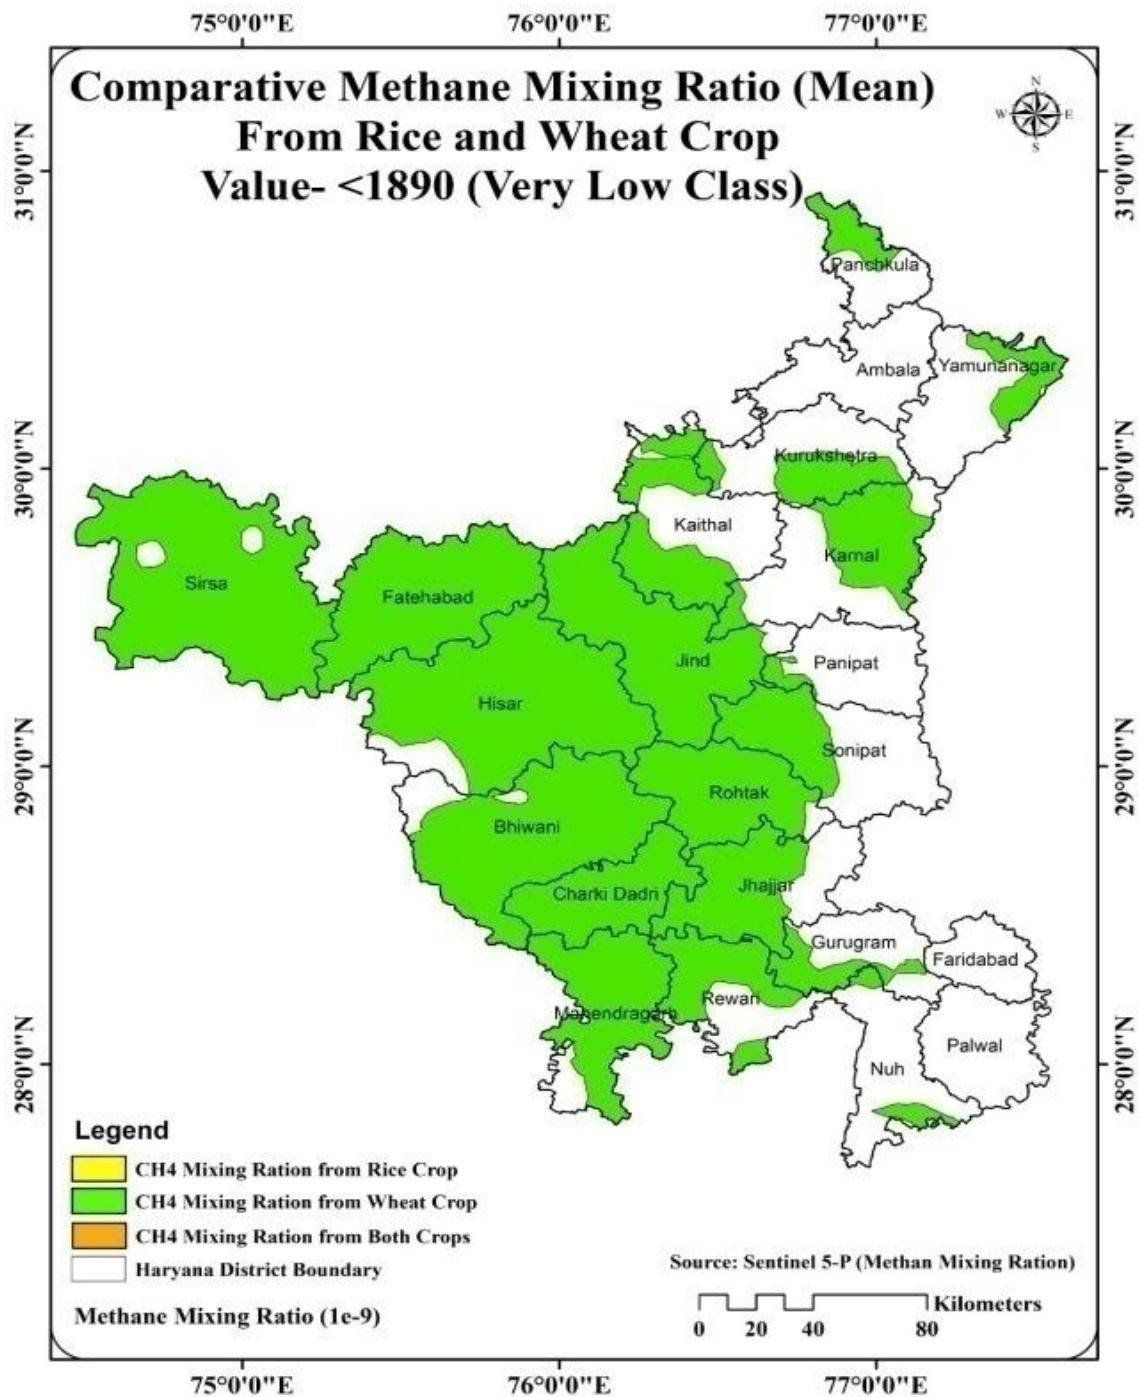 75°0'0"E 76°0'0"E 77°0'0"E
Comparative Methane Mixing Ratio (Mean)
From Rice and Wheat Crop
Value- <1890 (Very Low Class)
N
W E
S
31°0'0"N 31°0'0"N
Panchkula
Ambala
Yamunanagar
Kurukshetra
30°0'0"N 30°0'0"N
Kaithal
Karnal
Sirsa
Fatehabad
Jind
Panipat
Hisar
Sonipat
29°0'0"N 29°0'0"N
Rohtak
Bhiwani
Jhajjar
Charki Dadri
Gurugram
Faridabad
Rewari
Mahendragarh
Palwal
28°0'0"N 28°0'0"N
Nuh
Legend
CH4 Mixing Ration from Rice Crop
CH4 Mixing Ration from Wheat Crop
CH4 Mixing Ration from Both Crops
Haryana District Boundary
Methane Mixing Ratio (1e-9)
Source: Sentinel 5-P (Methan Mixing Ration)
Kilometers
0 20 40 80
75°0'0"E 76°0'0"E 77°0'0"E